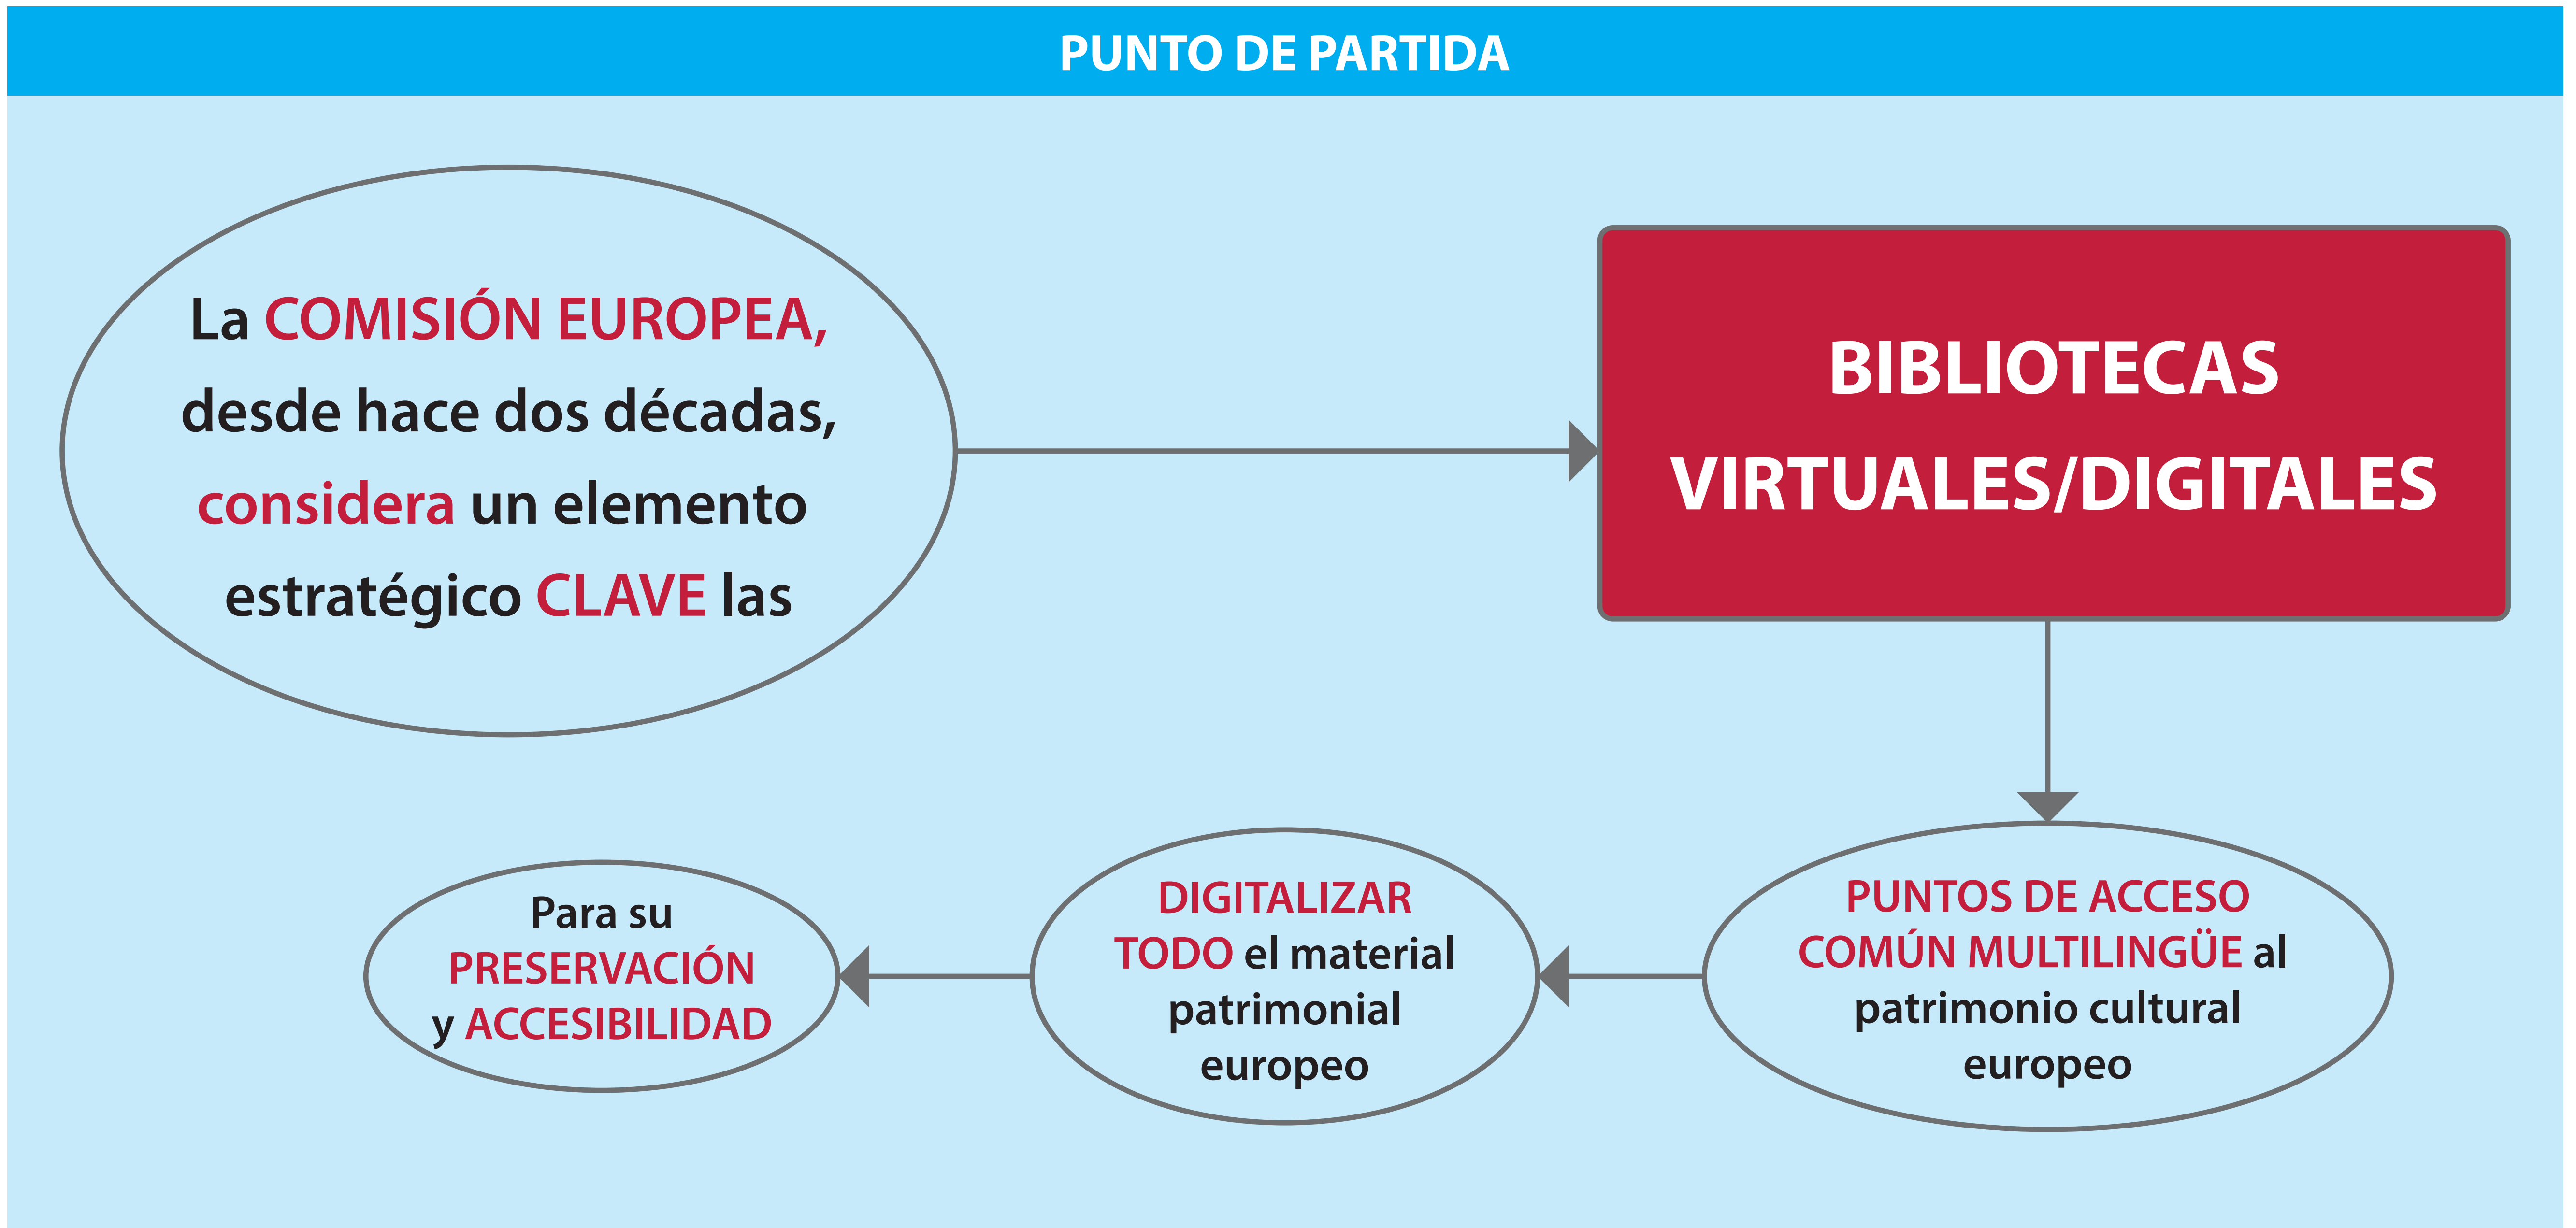 PUNTO DE PARTIDA
La COMISIÓN EUROPEA,
desde hace dos décadas,
considera un elemento
estratégico CLAVE las
BIBLIOTECAS
VIRTUALES/DIGITALES
PUNTOS DE ACCESO
COMÚN MULTILINGÜE al
patrimonio cultural
europeo
DIGITALIZAR
TODO el material
patrimonial
europeo
Para su
PRESERVACIÓN
y ACCESIBILIDAD